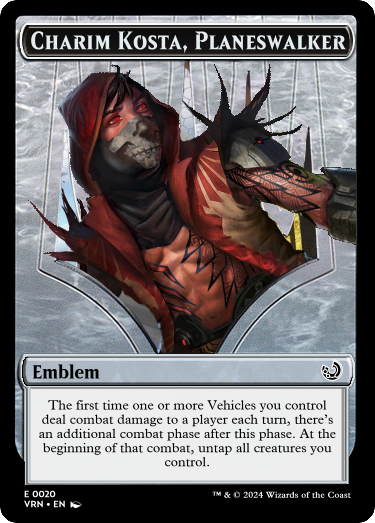 Charim Kosta, Planeswalker
Emblem
The first time one or more Vehicles you control
deal combat damage to a player each turn, there's
an additional combat phase after this phase. At the
beginning of that combat, untap all creatures you
control.
E 0020
VRN • EN
™ & © 2024 Wizards of the Coast